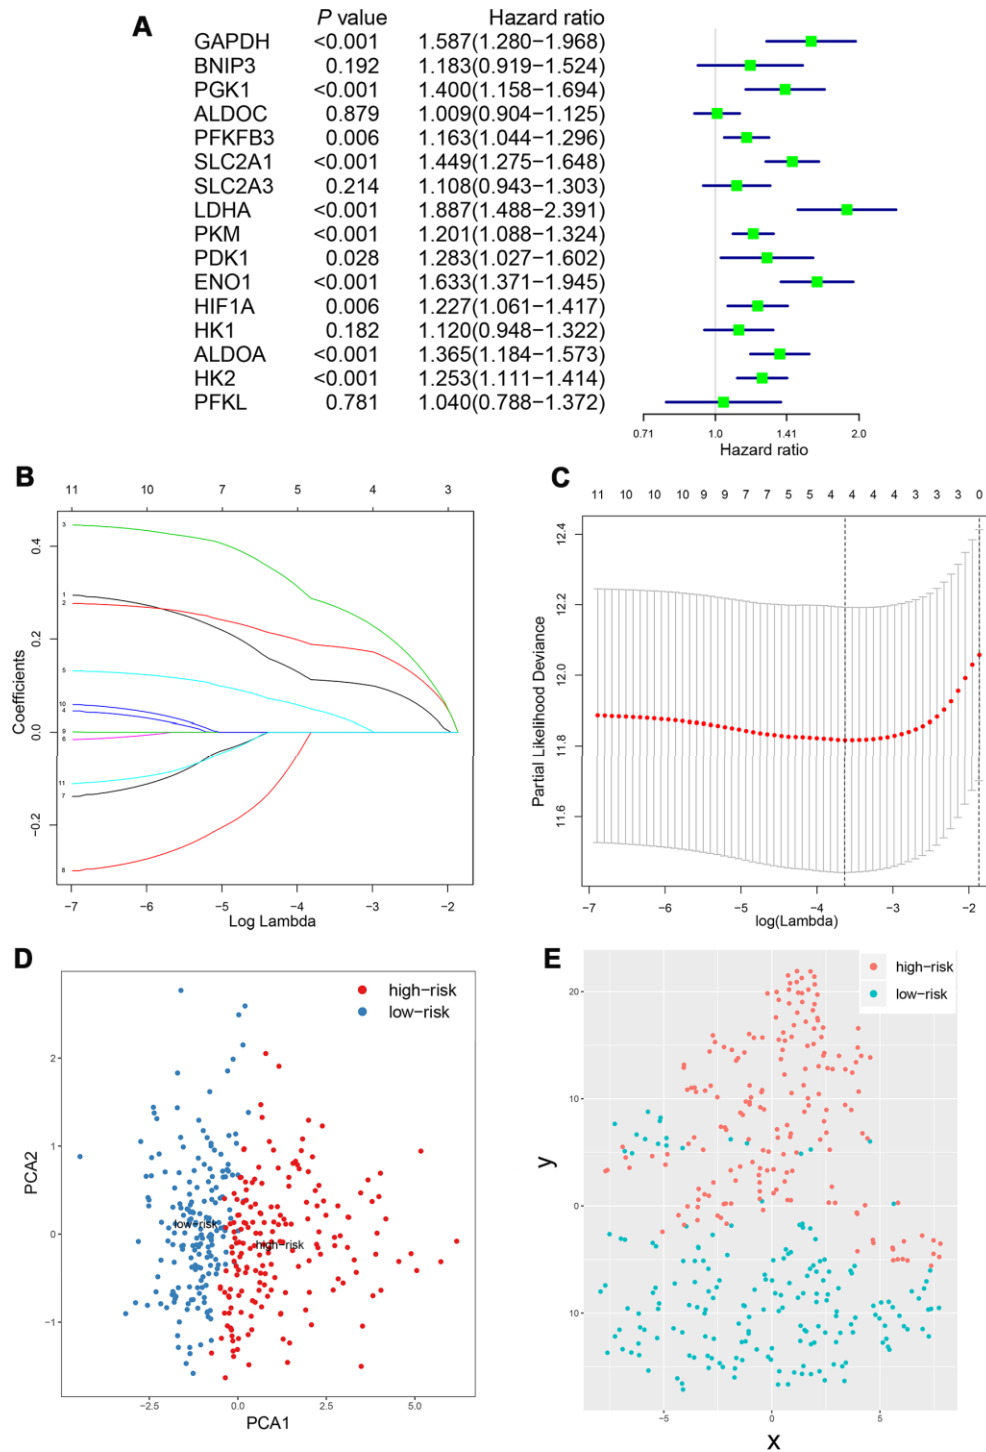 A
P value Hazard ratio
GAPDH <0.001 1.587(1.280−1.968)
BNIP3 0.192 1.183(0.919−1.524)
PGK1 <0.001 1.400(1.158−1.694)
ALDOC 0.879 1.009(0.904−1.125)
PFKFB3 0.006 1.163(1.044−1.296)
SLC2A1 <0.001 1.449(1.275−1.648)
SLC2A3 0.214 1.108(0.943−1.303)
LDHA <0.001 1.887(1.488−2.391)
PKM <0.001 1.201(1.088−1.324)
PDK1 0.028 1.283(1.027−1.602)
ENO1 <0.001 1.633(1.371−1.945)
HIF1A 0.006 1.227(1.061−1.417)
HK1 0.182 1.120(0.948−1.322)
ALDOA <0.001 1.365(1.184−1.573)
HK2 <0.001 1.253(1.111−1.414)
PFKL 0.781 1.040(0.788−1.372)
0.71 1.0 1.41 2.0
Hazard ratio
B
11 10 7 5 4 3
0.4
0.2
0.0
−0.2
Coefficients
3
1
2
5
10
4
9
6
11
7
8
−7 −6 −5 −4 −3 −2
Log Lambda
C
11 10 10 10 9 9 7 7 5 5 4 4 4 4 3 3 3 0
12.4
12.2
12.0
11.8
11.6
Partial Likelihood Deviance
−7 −6 −5 −4 −3 −2
log(Lambda)
D
high−risk
low−risk
2
1
0
−1
PCA2
low−risk
high−risk
−2.5 0.0 2.5 5.0
PCA1
E
high−risk
low−risk
20
10
0
10
y
−5 0 5
X